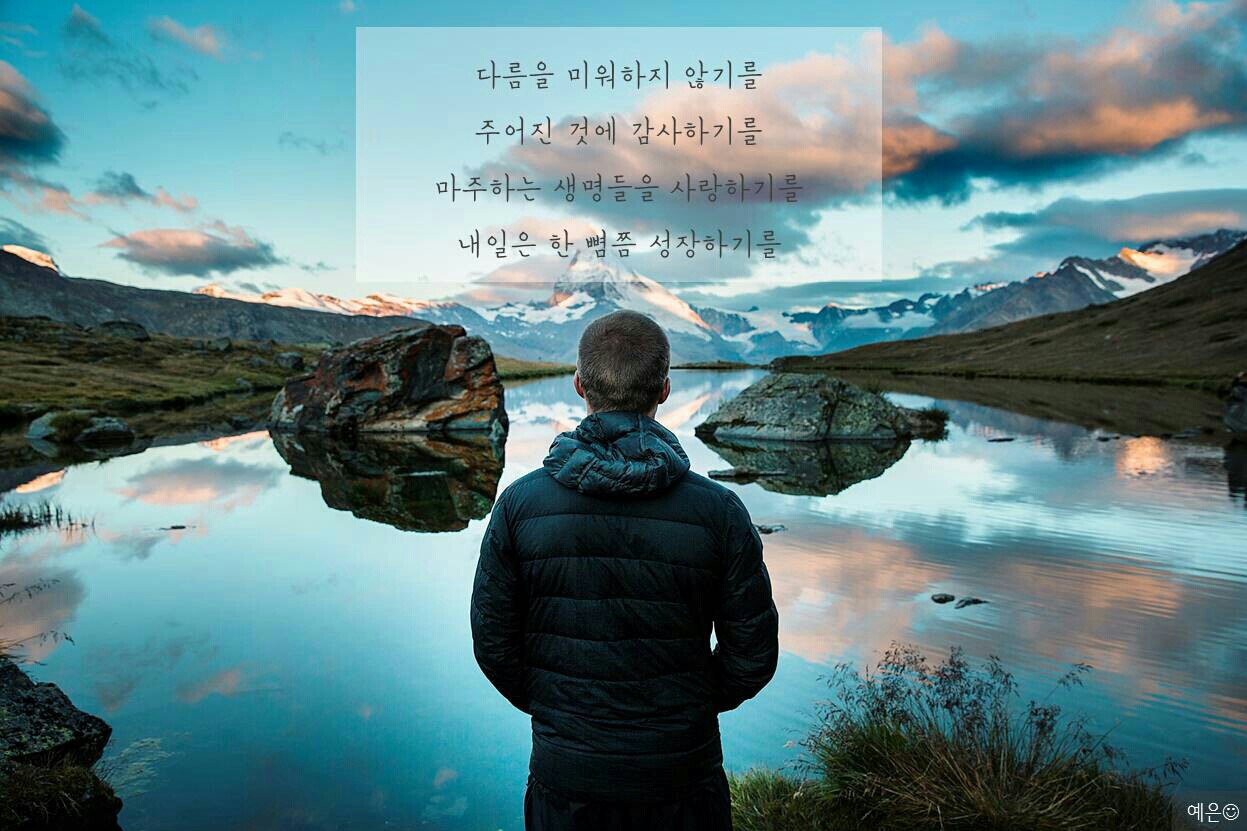 다름을 미워하지 않기를
주어진 것에 감사하기를
마주하는 생명들을 사랑하기를
내일은 한 뼘쯤 성장하기를
예은☺